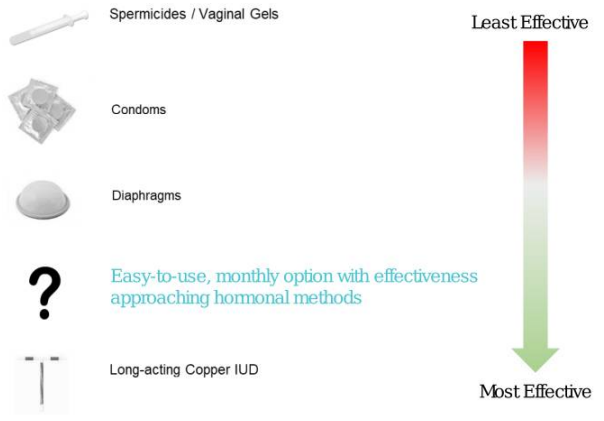 Spermicides / Vaginal Gels
Least Effective
Condoms
Diaphragms
?
Easy-to-use, monthly option with effectiveness
approaching hormonal methods
Long-acting Copper IUD
Most Effective